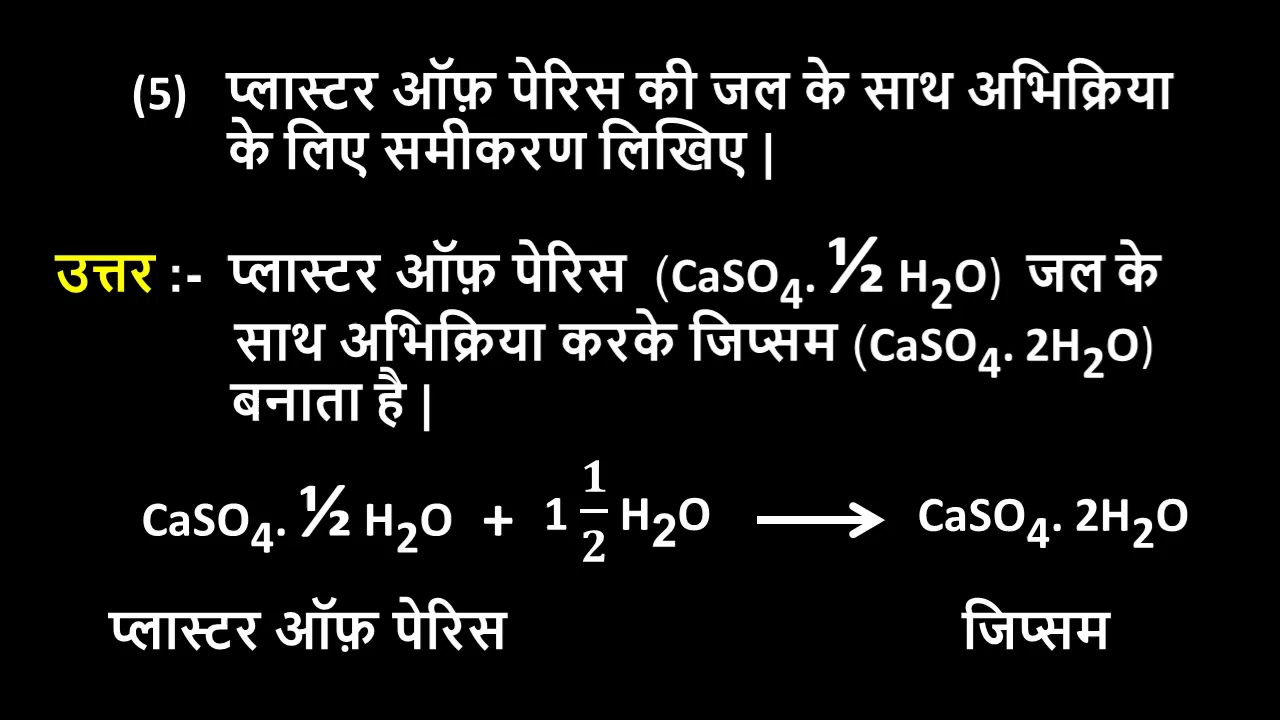 (5) प्लास्टर ऑफ़ पेरिस की जल के साथ अभिक्रिया
के लिए समीकरण लिखिए |
उत्तर :- प्लास्टर ऑफ़ पेरिस (CaSO₄. ½ H₂O) जल के
साथ अभिक्रिया करके जिप्सम (CaSO₄. 2H₂O)
बनाता है |
CaSO₄. ½ H₂O + 1 1/2 H₂O ⟶ CaSO₄. 2H₂O
प्लास्टर ऑफ़ पेरिस जिप्सम